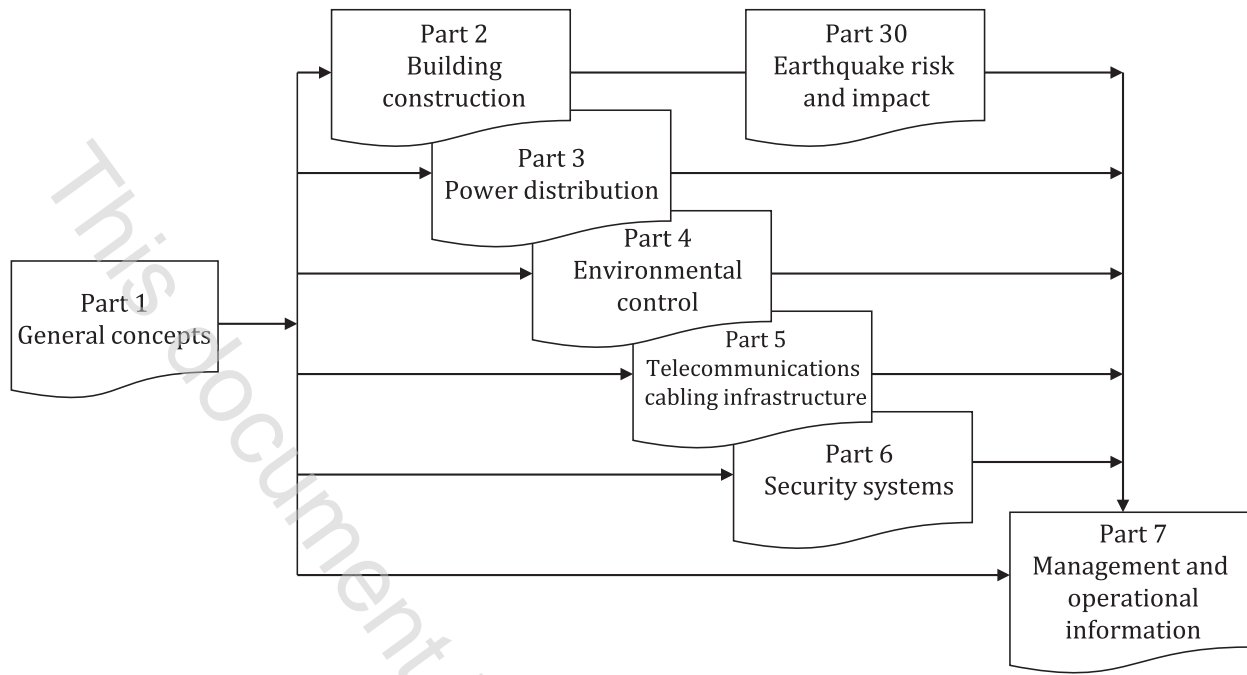 Part 2
Building
construction
Part 30
Earthquake risk
and impact
Part 3
Power distribution
Part 4
Environmental
control
Part 1
General concepts
Part 5
Telecommunications
cabling infrastructure
Part 6
Security systems
Part 7
Management and
operational
information
This document